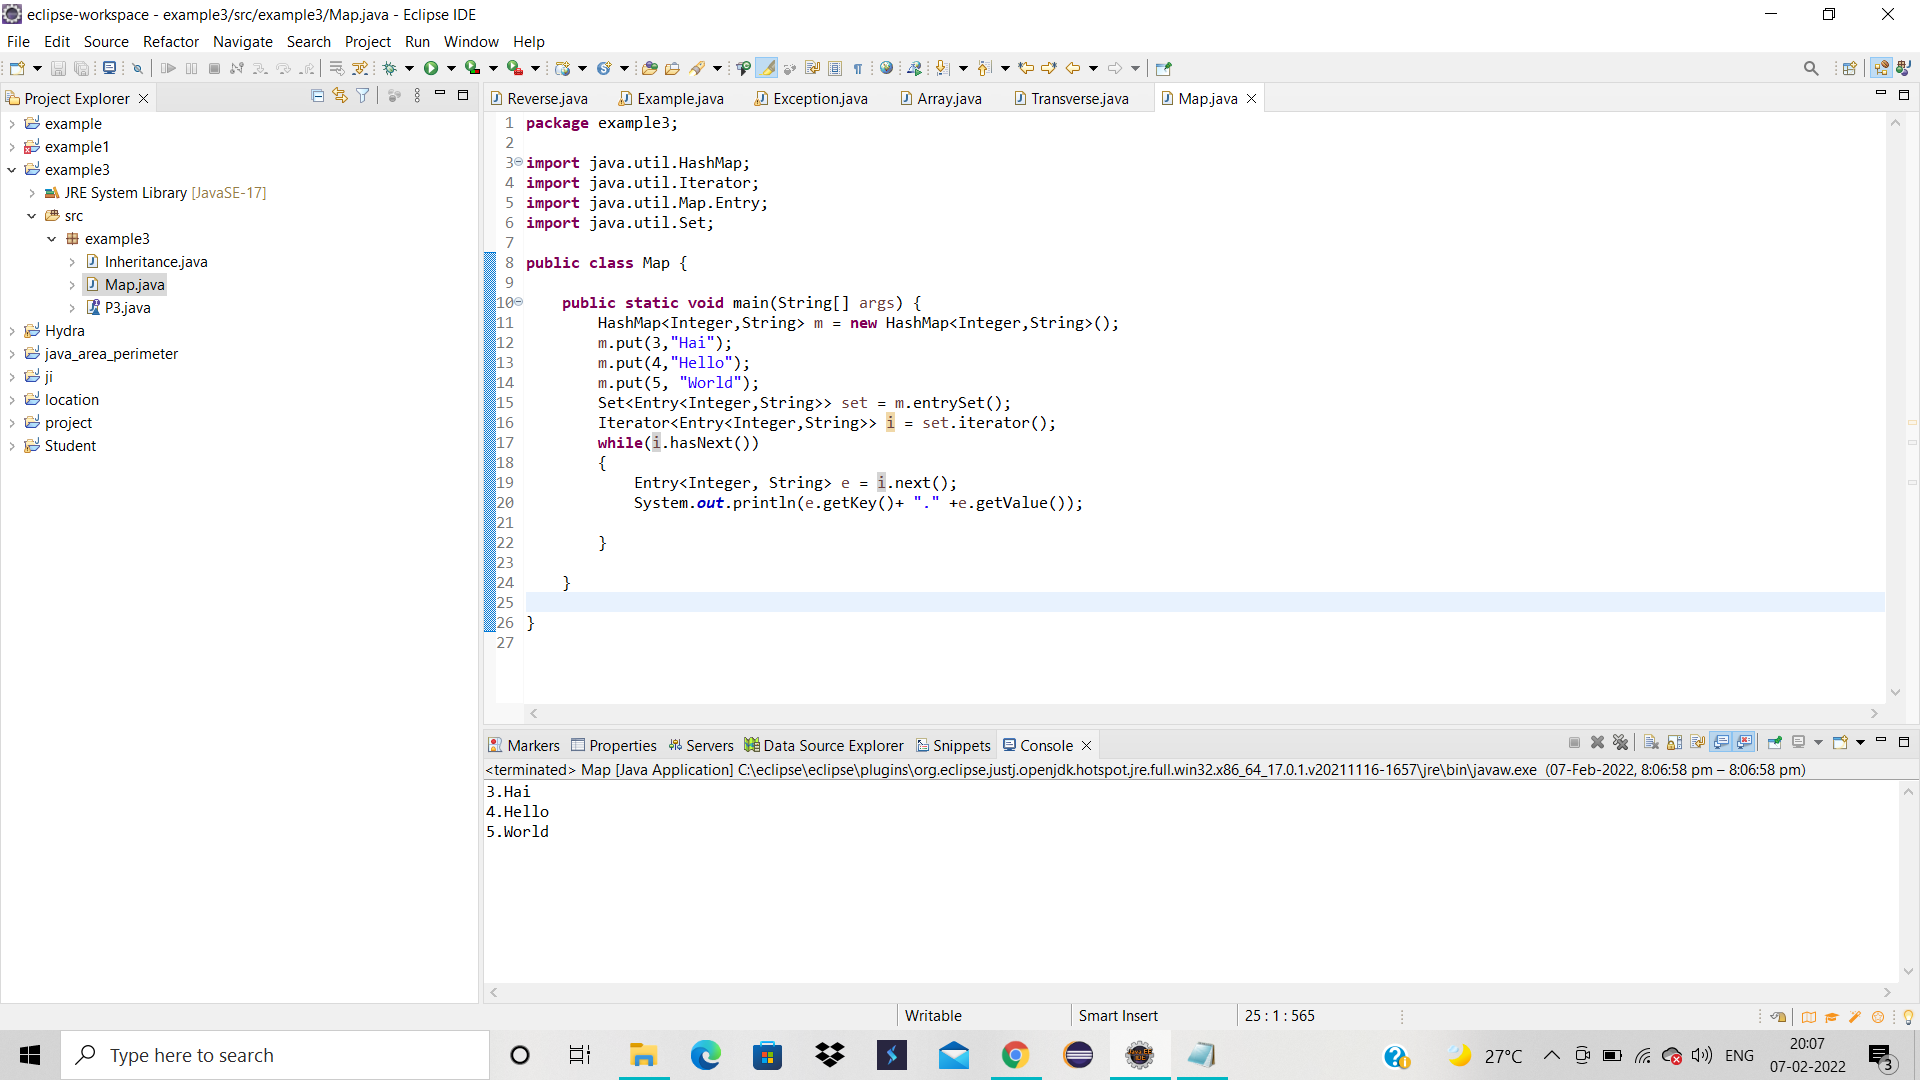 eclipse-workspace - example3/src/example3/Map.java - Eclipse IDE
File Edit Source Refactor Navigate Search Project Run Window Help
Project Explorer
example
example1
example3
JRE System Library [JavaSE-17]
src
example3
Inheritance.java
Map.java
P3.java
Hydra
java_area_perimeter
ji
location
project
Student
Reverse.java Example.java Exception.java Array.java Transverse.java Map.java
1 package example3;
2
3 import java.util.HashMap;
4 import java.util.Iterator;
5 import java.util.Map.Entry;
6 import java.util.Set;
7
8 public class Map {
9
10 public static void main(String[] args) {
11 HashMap<Integer,String> m = new HashMap<Integer,String>();
12 m.put(3,"Hai");
13 m.put(4,"Hello");
14 m.put(5, "World");
15 Set<Entry<Integer,String>> set = m.entrySet();
16 Iterator<Entry<Integer,String>> i = set.iterator();
17 while(i.hasNext())
18 {
19 Entry<Integer, String> e = i.next();
20 System.out.println(e.getKey()+ "." +e.getValue());
21
22 }
23
24 }
25
26 }
27
Markers Properties Servers Data Source Explorer Snippets Console
<terminated> Map [Java Application] C:\eclipse\eclipse\plugins\org.eclipse.justj.openjdk.hotspot.jre.full.win32.x86_64_17.0.1.v20211116-1657\jre\bin\javaw.exe (07-Feb-2022, 8:06:58 pm – 8:06:58 pm)
3.Hai
4.Hello
5.World
Writable Smart Insert 25 : 1 : 565
Type here to search
27°C ENG 20:07
07-02-2022
3